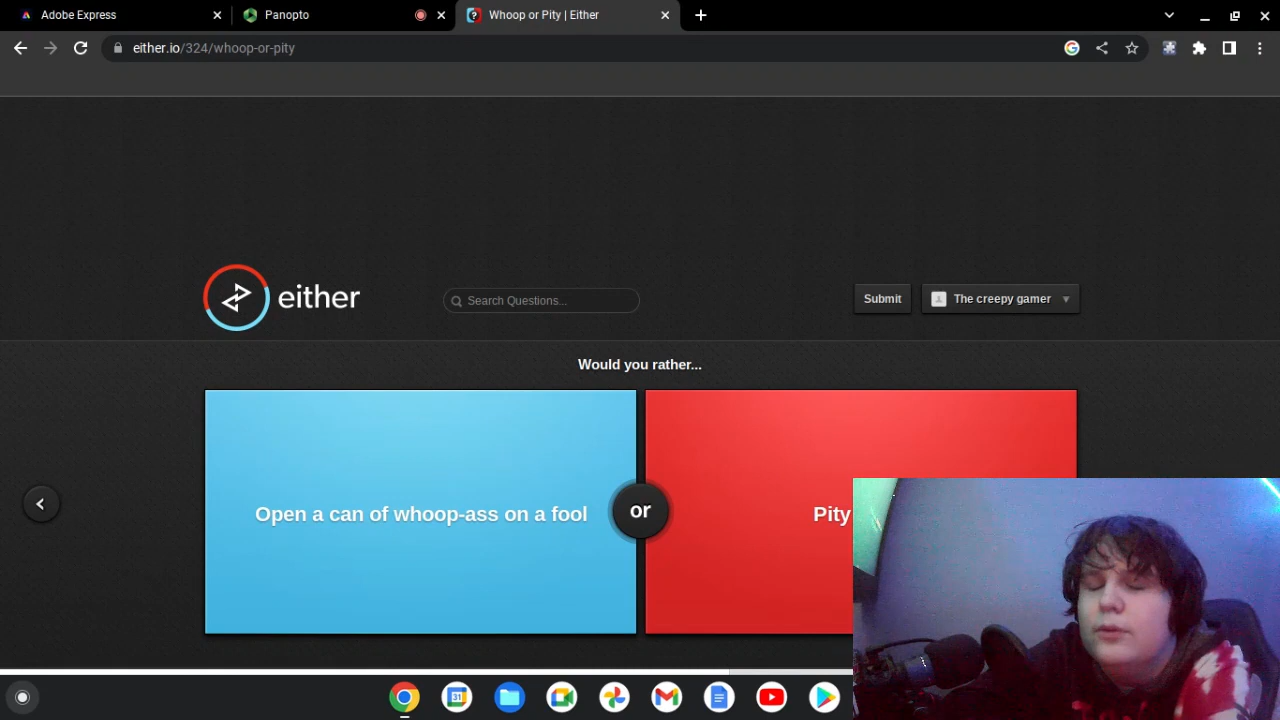 Adobe Express
Panopto
Whoop or Pity | Either
either.io/324/whoop-or-pity
either
Search Questions...
Submit
The creepy gamer
Would you rather...
Open a can of whoop-ass on a fool
or
Pity
31